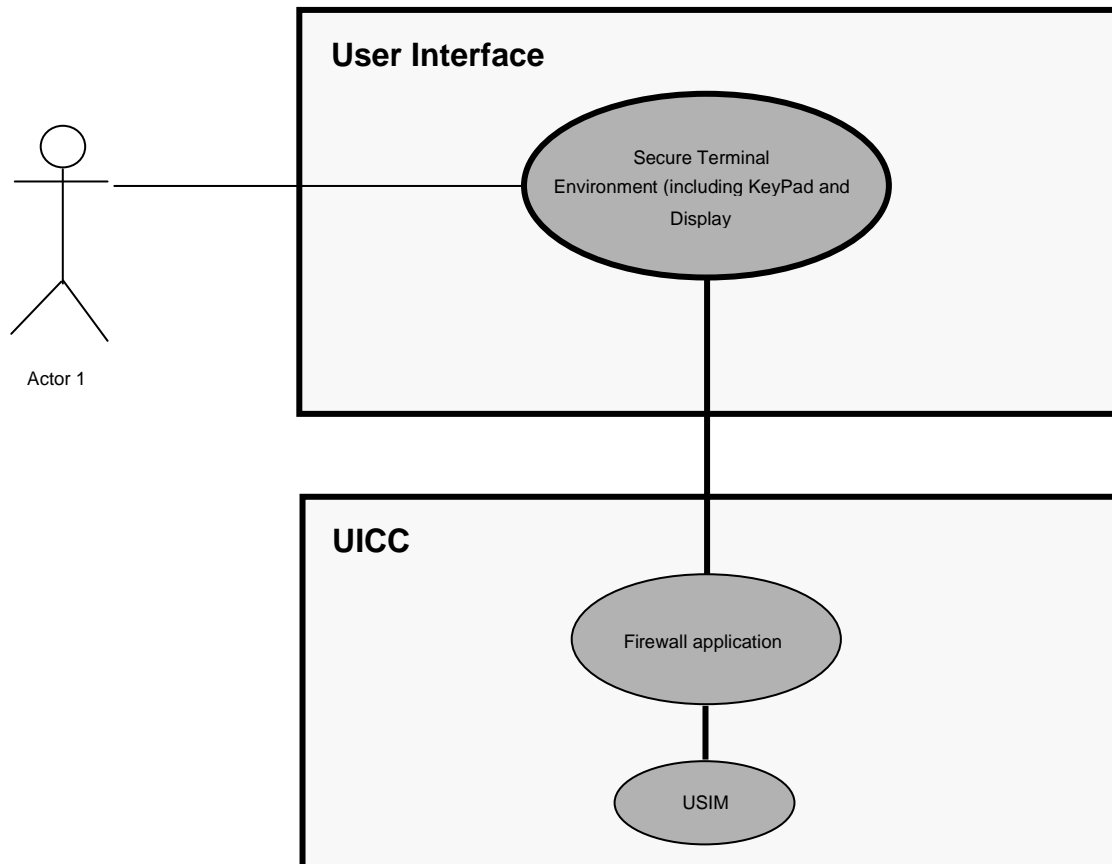 User Interface
Secure Terminal
Environment (including KeyPad and
Display
Actor 1
UICC
Firewall application
USIM